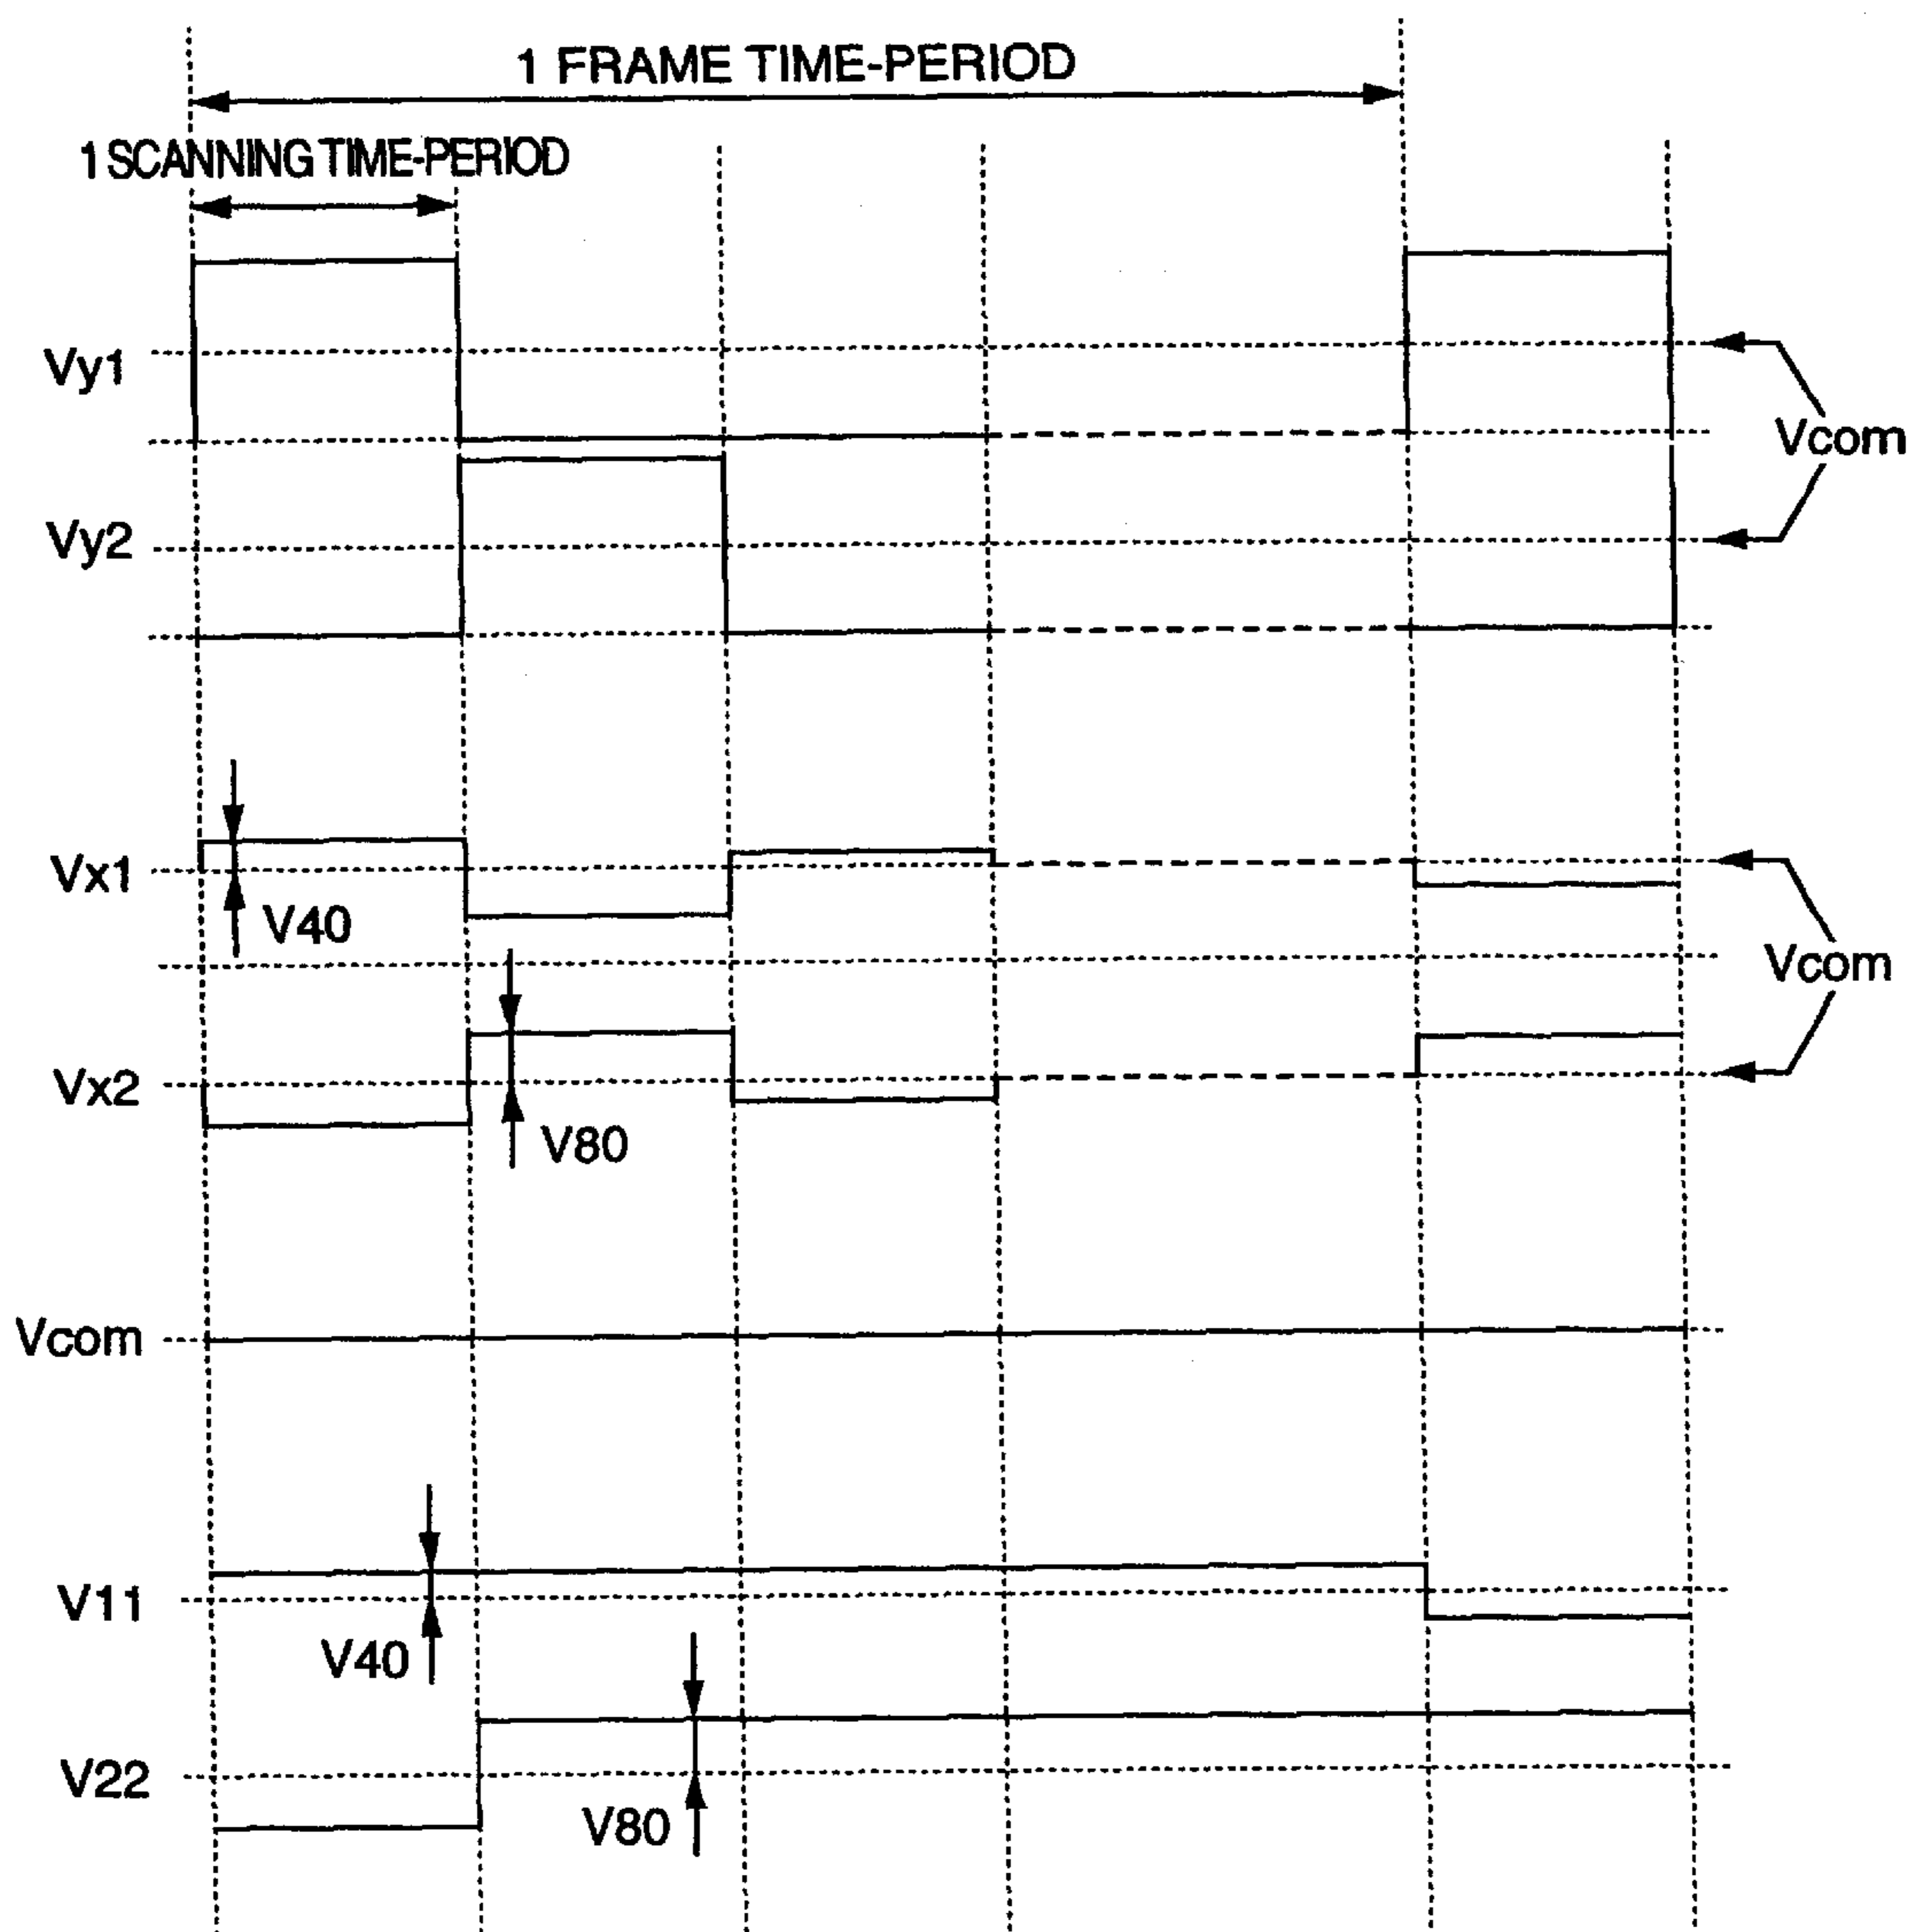 1 FRAME TIME-PERIOD
1 SCANNING TIME-PERIOD
Vy1
Vcom
Vy2
Vx1
V40
Vcom
Vx2
V80
Vcom
V11
V40
V22
V80